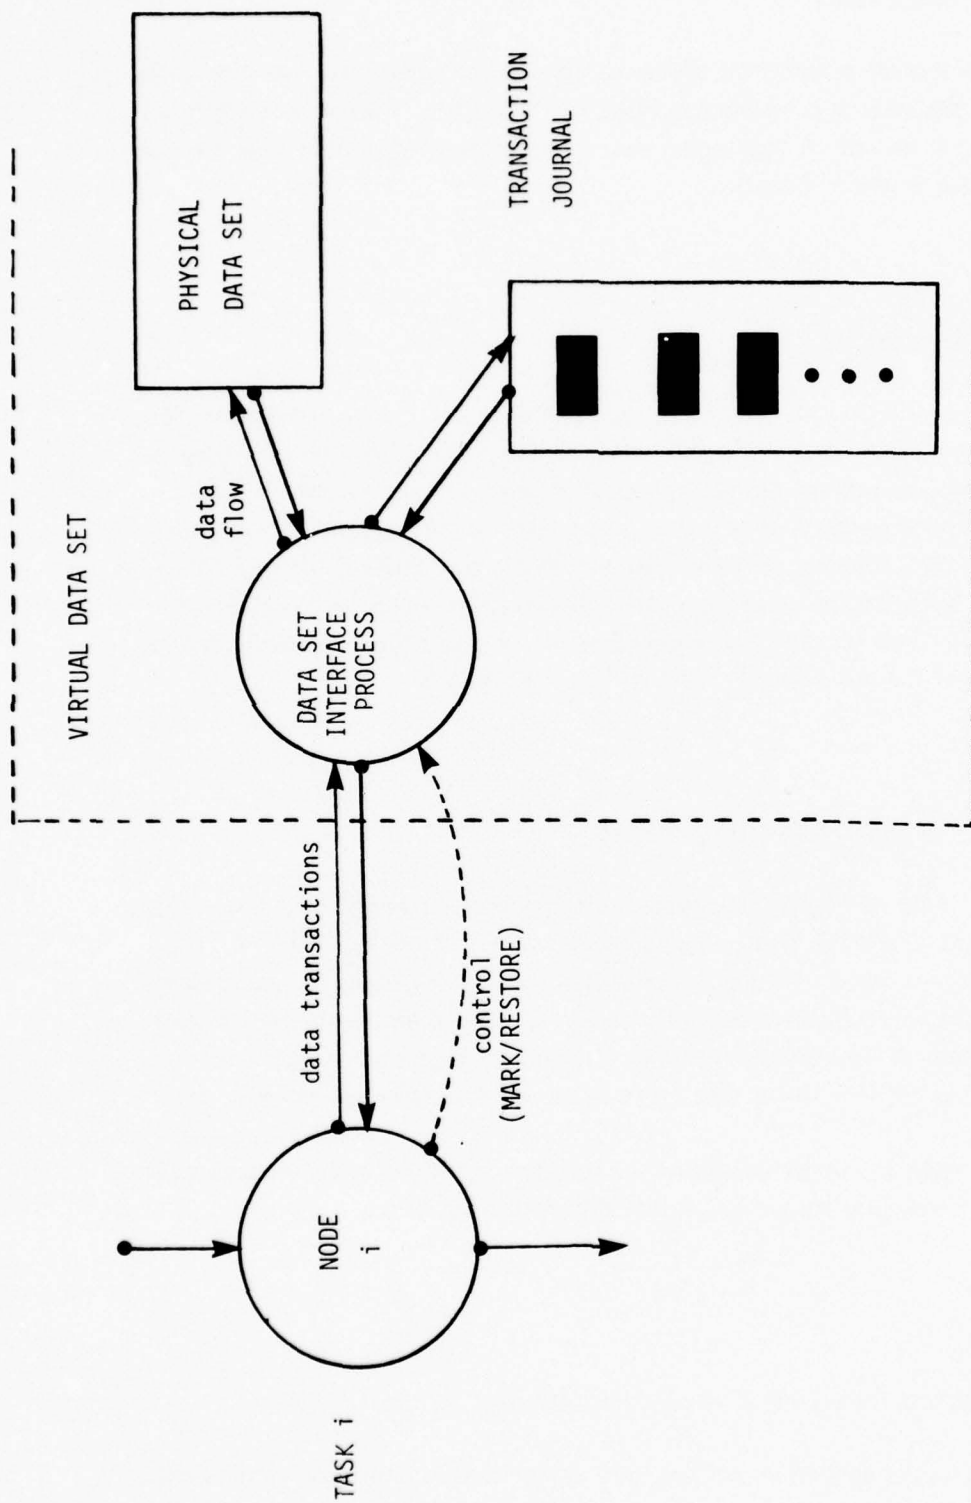 TASK i
NODE
i
data transactions
control
(MARK/RESTORE)
VIRTUAL DATA SET
DATA SET
INTERFACE
PROCESS
data
flow
PHYSICAL
DATA SET
TRANSACTION
JOURNAL